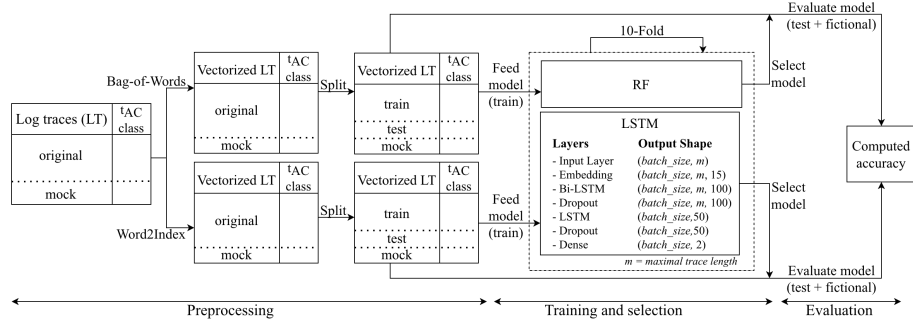 Evaluate model
(test + fictional)
10-Fold
Vectorized LT
tAC
class
original
mock
Bag-of-Words
Split
Vectorized LT
tAC
class
train
test
mock
Feed
model
(train)
RF
Select
model
Log traces (LT)
tAC
class
original
mock
LSTM
Layers Output Shape
- Input Layer (batch_size, m)
- Embedding (batch_size, m, 15)
- Bi-LSTM (batch_size, m, 100)
- Dropout (batch_size, m, 100)
- LSTM (batch_size,50)
- Dropout (batch_size,50)
- Dense (batch_size, 2)
m = maximal trace length
Computed
accuracy
Word2Index
Vectorized LT
tAC
class
original
mock
Split
Vectorized LT
tAC
class
train
test
mock
Feed
model
(train)
Select
model
Evaluate model
(test + fictional)
Preprocessing
Training and selection
Evaluation